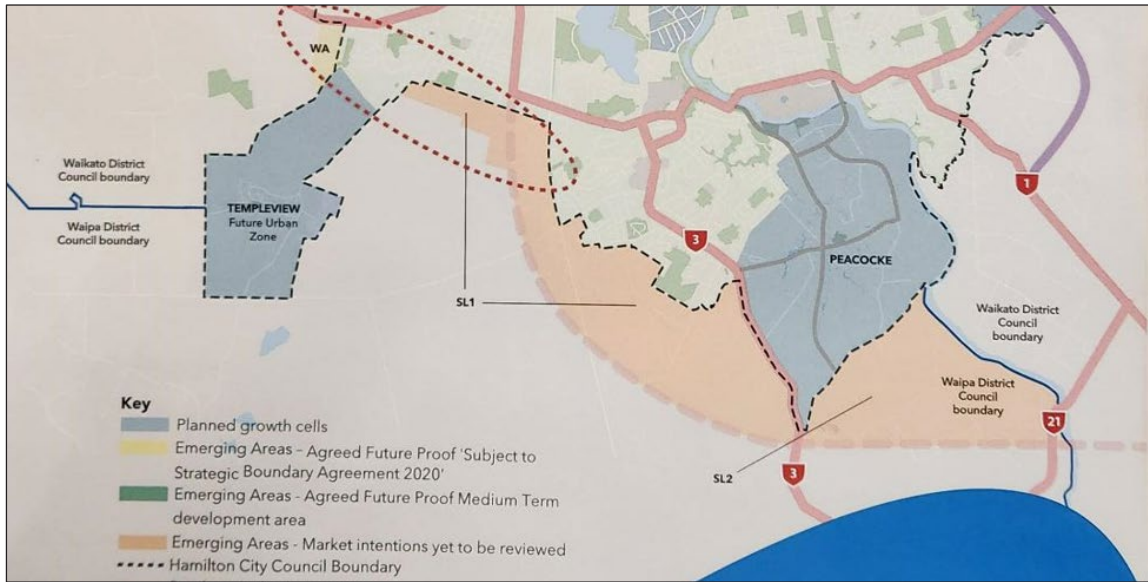 WA
1
Waikato District
Council boundary
Waipa District
Council boundary
TEMPLEVIEW
Future Urban
Zone
3
PEACOCKE
SL1
Waikato District
Council
boundary
Waipa District
Council
boundary
21
SL2
3
Key
Planned growth cells
Emerging Areas – Agreed Future Proof 'Subject to
Strategic Boundary Agreement 2020'
Emerging Areas - Agreed Future Proof Medium Term
development area
Emerging Areas - Market intentions yet to be reviewed
Hamilton City Council Boundary